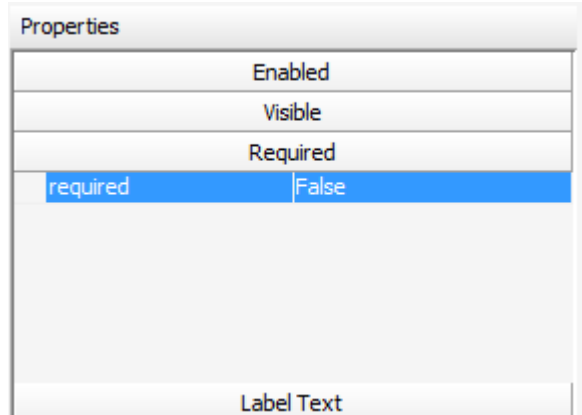 Properties
Enabled
Visible
Required
required False
Label Text